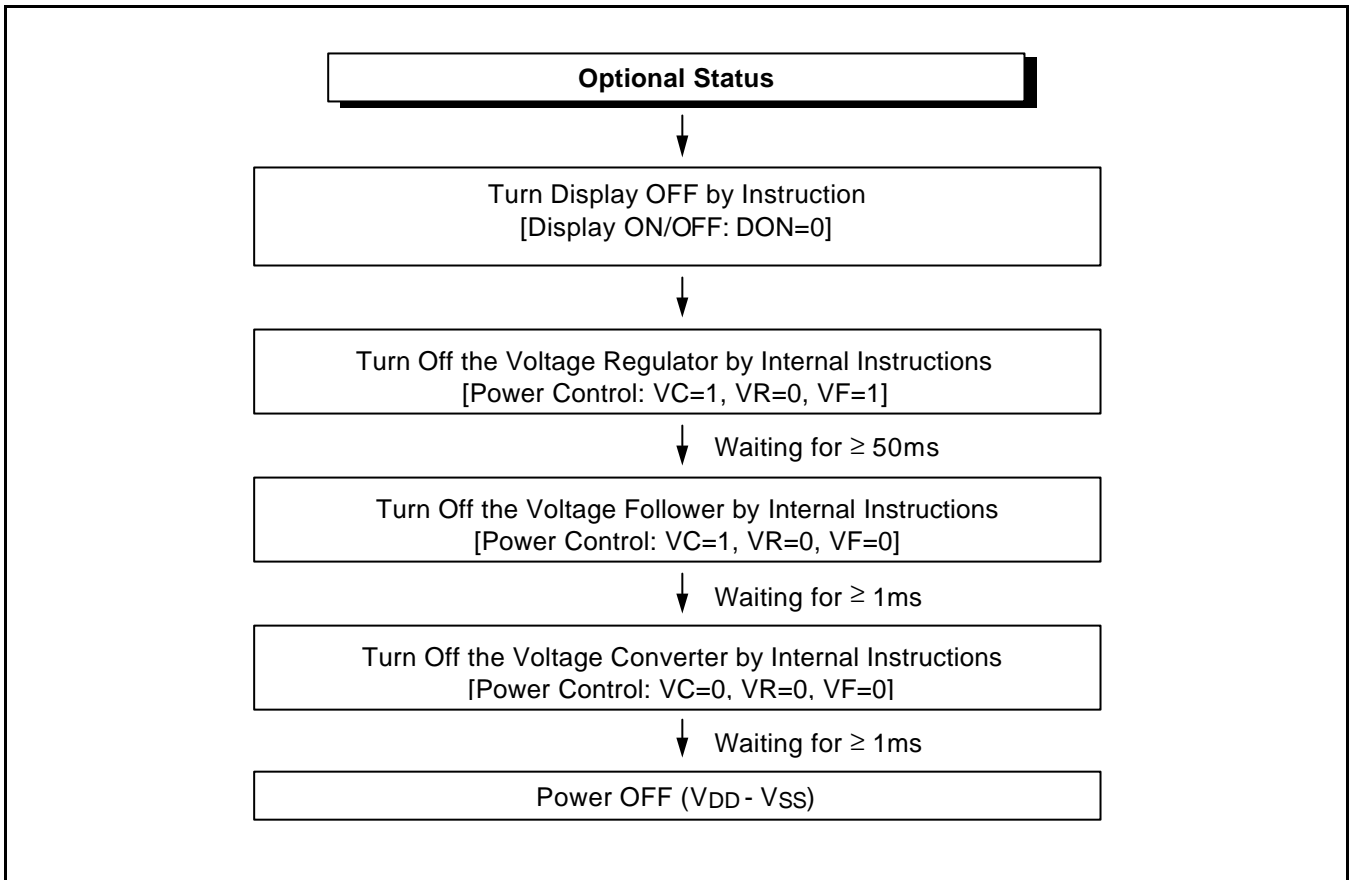 Optional Status
Turn Display OFF by Instruction
[Display ON/OFF: DON=0]
Turn Off the Voltage Regulator by Internal Instructions
[Power Control: VC=1, VR=0, VF=1]
Waiting for ≥ 50ms
Turn Off the Voltage Follower by Internal Instructions
[Power Control: VC=1, VR=0, VF=0]
Waiting for ≥ 1ms
Turn Off the Voltage Converter by Internal Instructions
[Power Control: VC=0, VR=0, VF=0]
Waiting for ≥ 1ms
Power OFF (VDD - VSS)